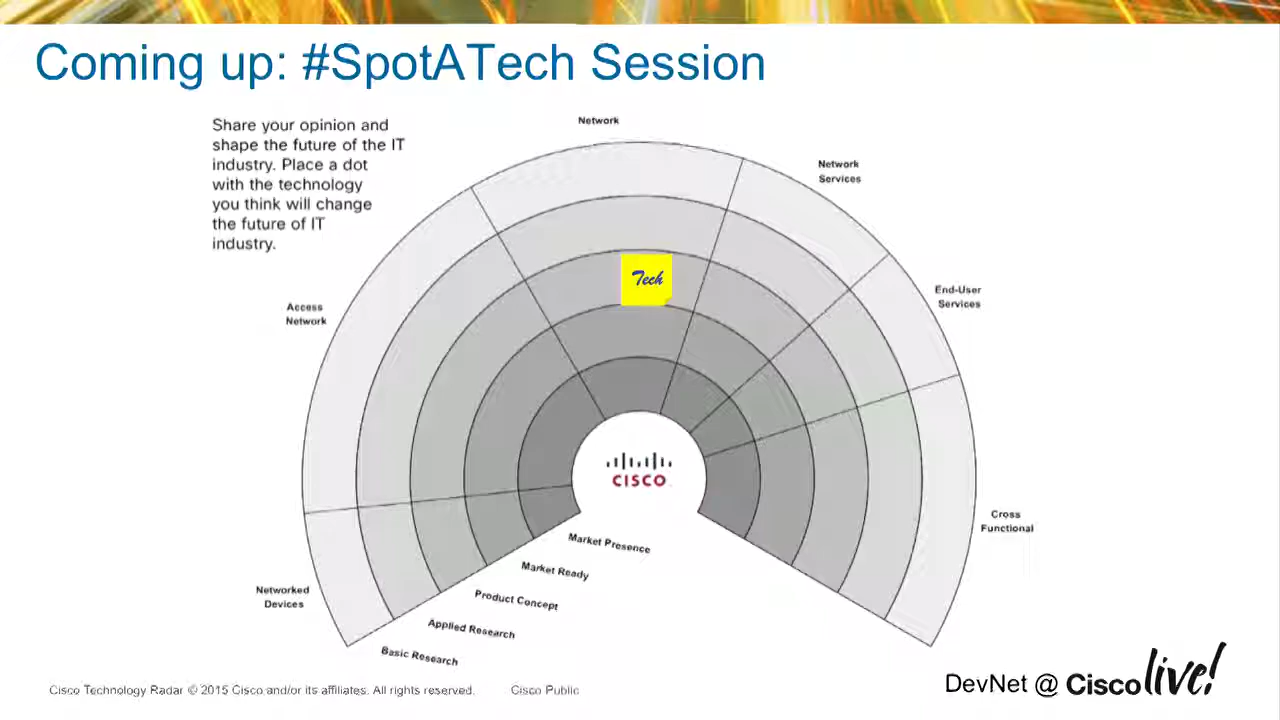 Coming up: #SpotATech Session
Share your opinion and
shape the future of the IT
industry. Place a dot
with the technology
you think will change
the future of IT
industry.
Network
Network
Services
End-User
Services
Access
Network
Tech
CISCO
Cross
Functional
Networked
Devices
Market Presence
Market Ready
Product Concept
Applied Research
Basic Research
Cisco Technology Radar © 2015 Cisco and/or its affiliates. All rights reserved. Cisco Public
DevNet @ Cisco live!